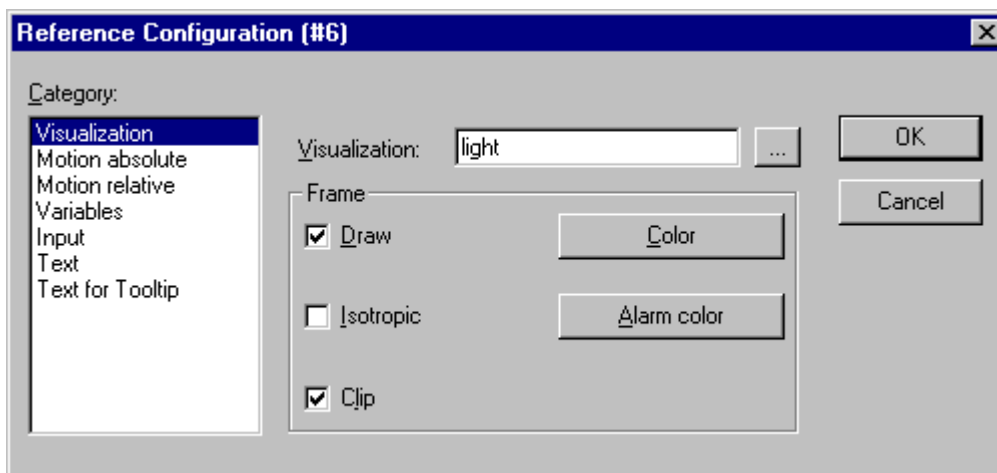 Reference Configuration (#6)
Category:
Visualization
Motion absolute
Motion relative
Variables
Input
Text
Text for Tooltip
Visualization:
light
...
Frame
Draw
Color
Isotropic
Alarm color
Clip
OK
Cancel